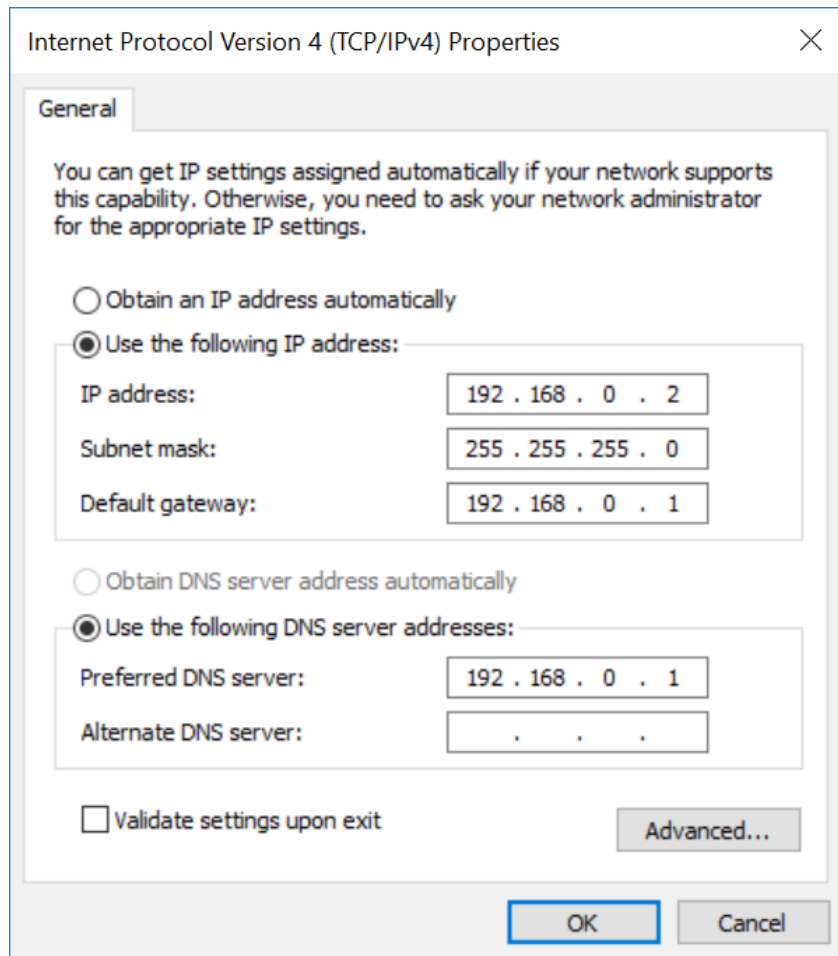 Internet Protocol Version 4 (TCP/IPv4) Properties
General
You can get IP settings assigned automatically if your network supports
this capability. Otherwise, you need to ask your network administrator
for the appropriate IP settings.
Obtain an IP address automatically
Use the following IP address:
IP address: 192 . 168 . 0 . 2
Subnet mask: 255 . 255 . 255 . 0
Default gateway: 192 . 168 . 0 . 1
Obtain DNS server address automatically
Use the following DNS server addresses:
Preferred DNS server: 192 . 168 . 0 . 1
Alternate DNS server: . . .
Validate settings upon exit
Advanced...
OK Cancel